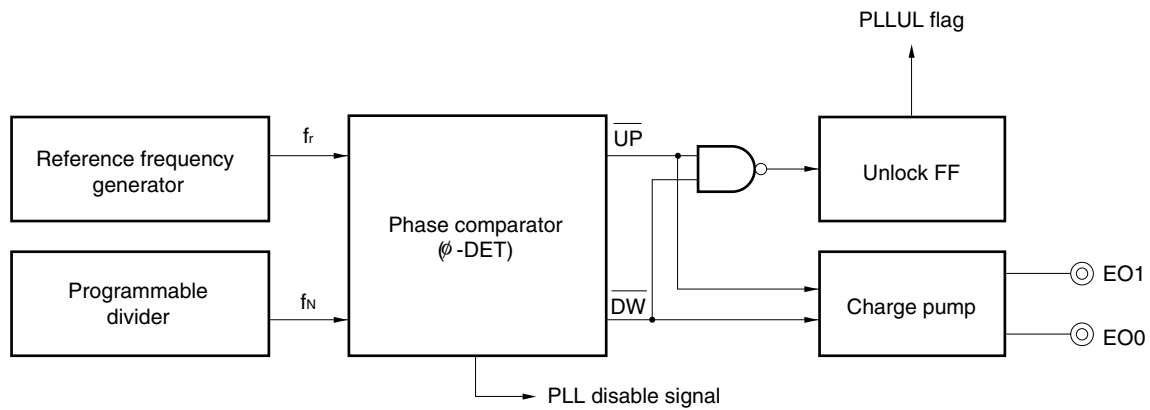 PLLUL flag
Reference frequency
generator
fr
Phase comparator
(ϕ-DET)
UP
Unlock FF
Programmable
divider
fN
DW
Charge pump
EO1
EO0
PLL disable signal